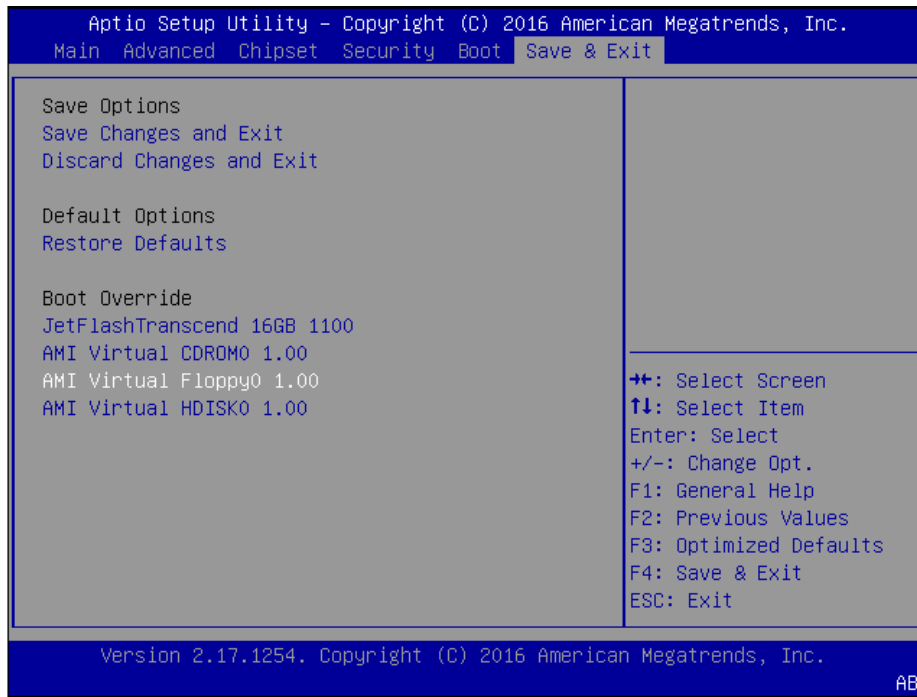 Aptio Setup Utility – Copyright (C) 2016 American Megatrends, Inc.
Main Advanced Chipset Security Boot Save & Exit
Save Options
Save Changes and Exit
Discard Changes and Exit
Default Options
Restore Defaults
Boot Override
JetFlashTranscend 16GB 1100
AMI Virtual CDROM0 1.00
AMI Virtual Floppy0 1.00
AMI Virtual HDISK0 1.00
→←: Select Screen
↑↓: Select Item
Enter: Select
+/-: Change Opt.
F1: General Help
F2: Previous Values
F3: Optimized Defaults
F4: Save & Exit
ESC: Exit
Version 2.17.1254. Copyright (C) 2016 American Megatrends, Inc.
AB